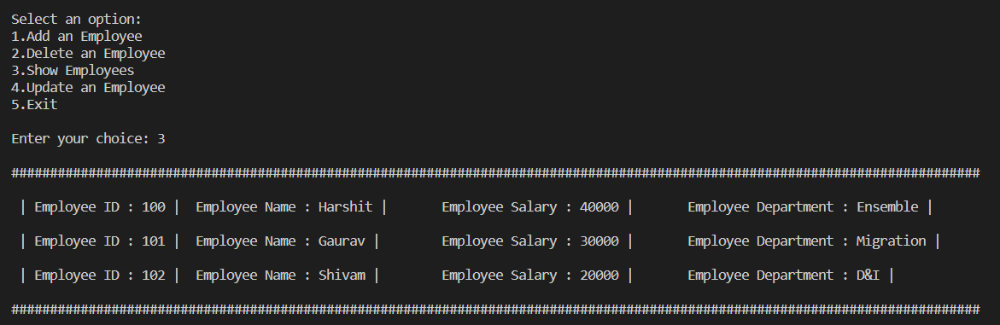 Select an option:
1.Add an Employee
2.Delete an Employee
3.Show Employees
4.Update an Employee
5.Exit
Enter your choice: 3
##############################################################################################################################
| Employee ID : 100 |  Employee Name : Harshit |       Employee Salary : 40000 |       Employee Department : Ensemble |
| Employee ID : 101 |  Employee Name : Gaurav |        Employee Salary : 30000 |       Employee Department : Migration |
| Employee ID : 102 |  Employee Name : Shivam |        Employee Salary : 20000 |       Employee Department : D&I |
##############################################################################################################################